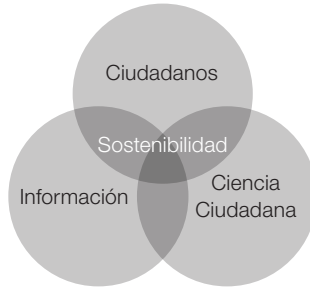 Ciudadanos
Sostenibilidad
Información
Ciencia
Ciudadana